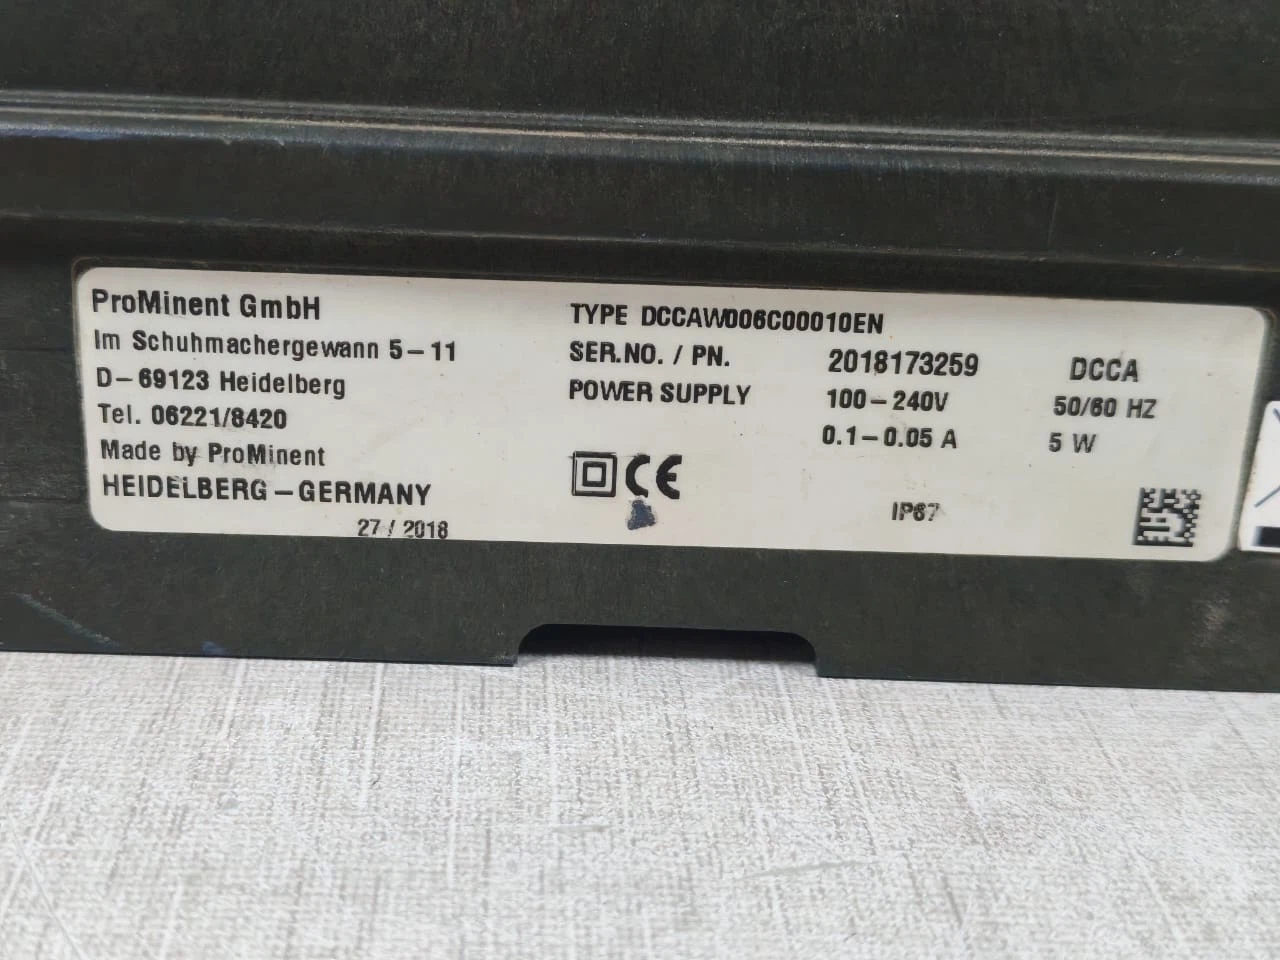 ProMinent GmbH
Im Schuhmachergewann 5-11
D-69123 Heidelberg
Tel. 06221/8420
Made by ProMinent
HEIDELBERG-GERMANY
27 / 2018
TYPE DCCAW006C00010EN
SER.NO. / PN. 2018173259 DCCA
POWER SUPPLY 100-240V 50/60 HZ
0.1-0.05 A 5 W
CE
IP67